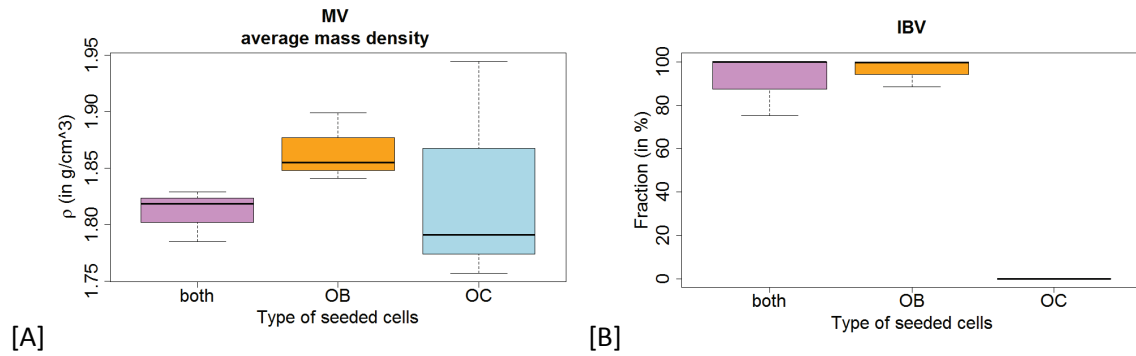 MV
average mass density
ρ (in g/cm^3)
1.95
1.90
1.85
1.80
1.75
both OB OC
Type of seeded cells
[A]
IBV
Fraction (in %)
100
80
60
40
20
0
both OB OC
Type of seeded cells
[B]